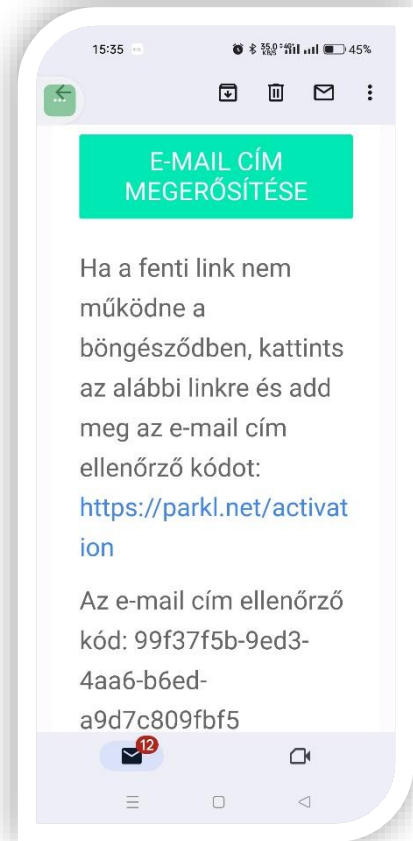 15:35
45%
E-MAIL CÍM
MEGERŐSÍTÉSE
Ha a fenti link nem
működne a
böngésződben, kattints
az alábbi linkre és add
meg az e-mail cím
ellenőrző kódot:
https://parkl.net/activat
ion
Az e-mail cím ellenőrző
kód: 99f37f5b-9ed3-
4aa6-b6ed-
a9d7c809fbf5
12